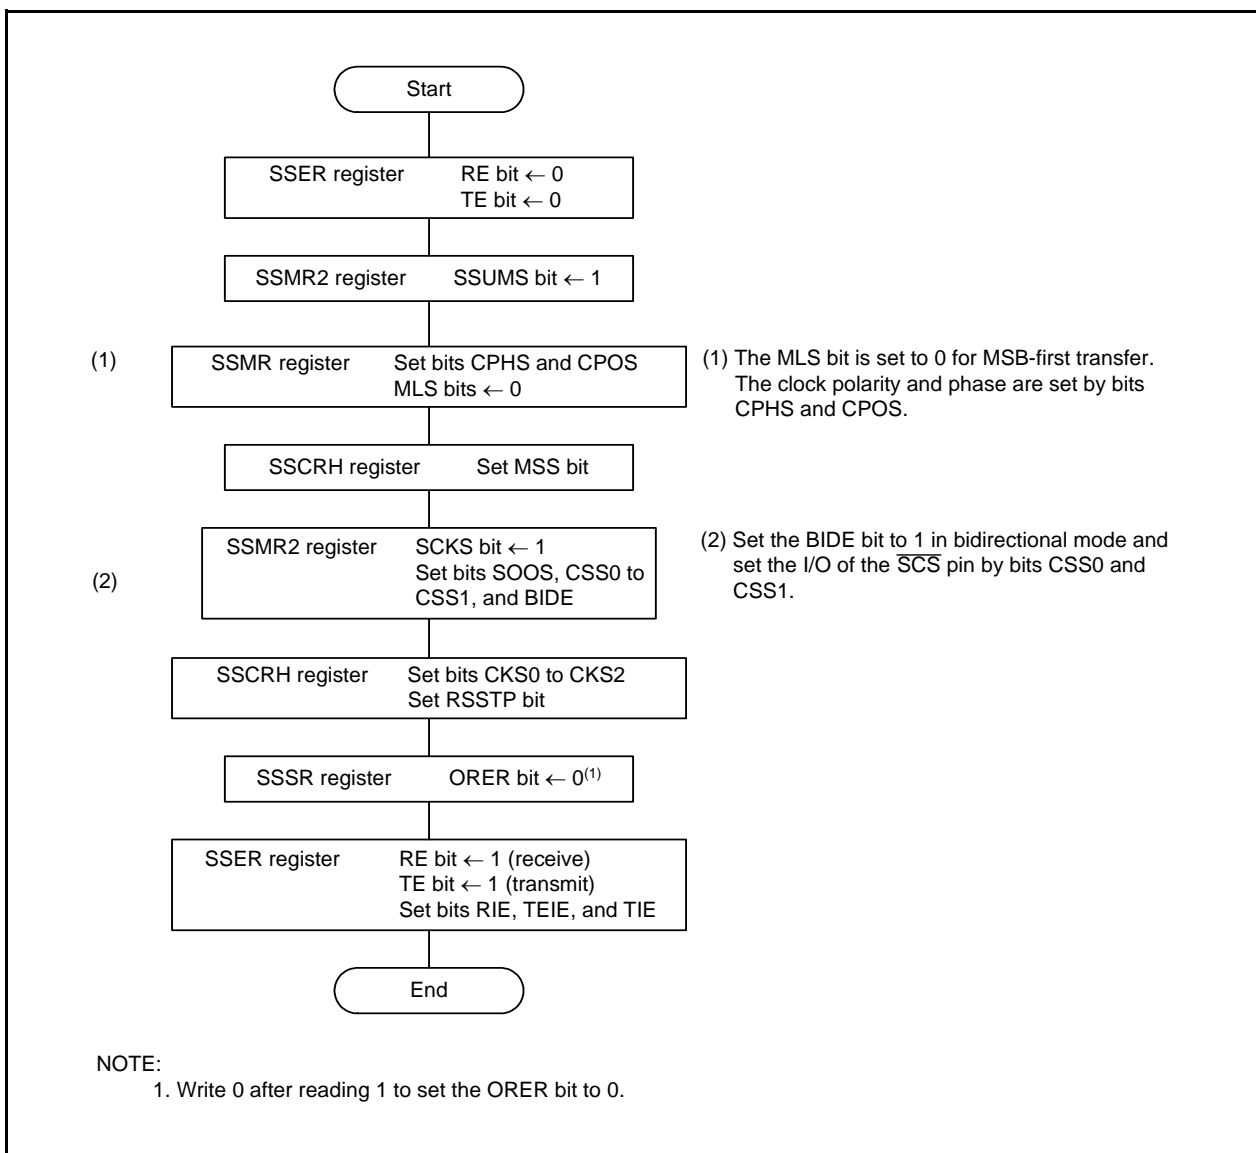 Start
SSER register RE bit ← 0
TE bit ← 0
SSMR2 register SSUMS bit ← 1
(1) SSMR register Set bits CPHS and CPOS
MLS bits ← 0
(1) The MLS bit is set to 0 for MSB-first transfer.
The clock polarity and phase are set by bits
CPHS and CPOS.
SSCRH register Set MSS bit
(2) SSMR2 register SCKS bit ← 1
Set bits SOOS, CSS0 to
CSS1, and BIDE
(2) Set the BIDE bit to 1 in bidirectional mode and
set the I/O of the S̅C̅S̅ pin by bits CSS0 and
CSS1.
SSCRH register Set bits CKS0 to CKS2
Set RSSTP bit
SSSR register ORER bit ← 0(1)
SSER register RE bit ← 1 (receive)
TE bit ← 1 (transmit)
Set bits RIE, TEIE, and TIE
End
NOTE:
1. Write 0 after reading 1 to set the ORER bit to 0.